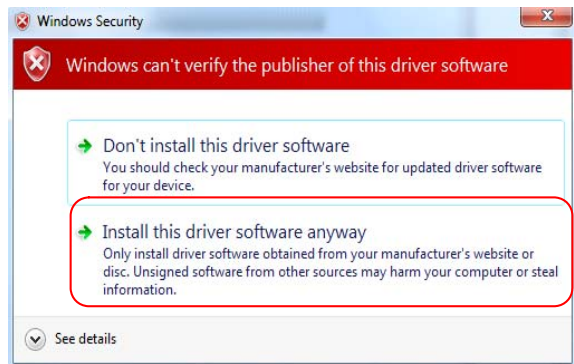 Windows Security
Windows can't verify the publisher of this driver software
Don't install this driver software
You should check your manufacturer's website for updated driver software
for your device.
Install this driver software anyway
Only install driver software obtained from your manufacturer's website or
disc. Unsigned software from other sources may harm your computer or steal
information.
See details